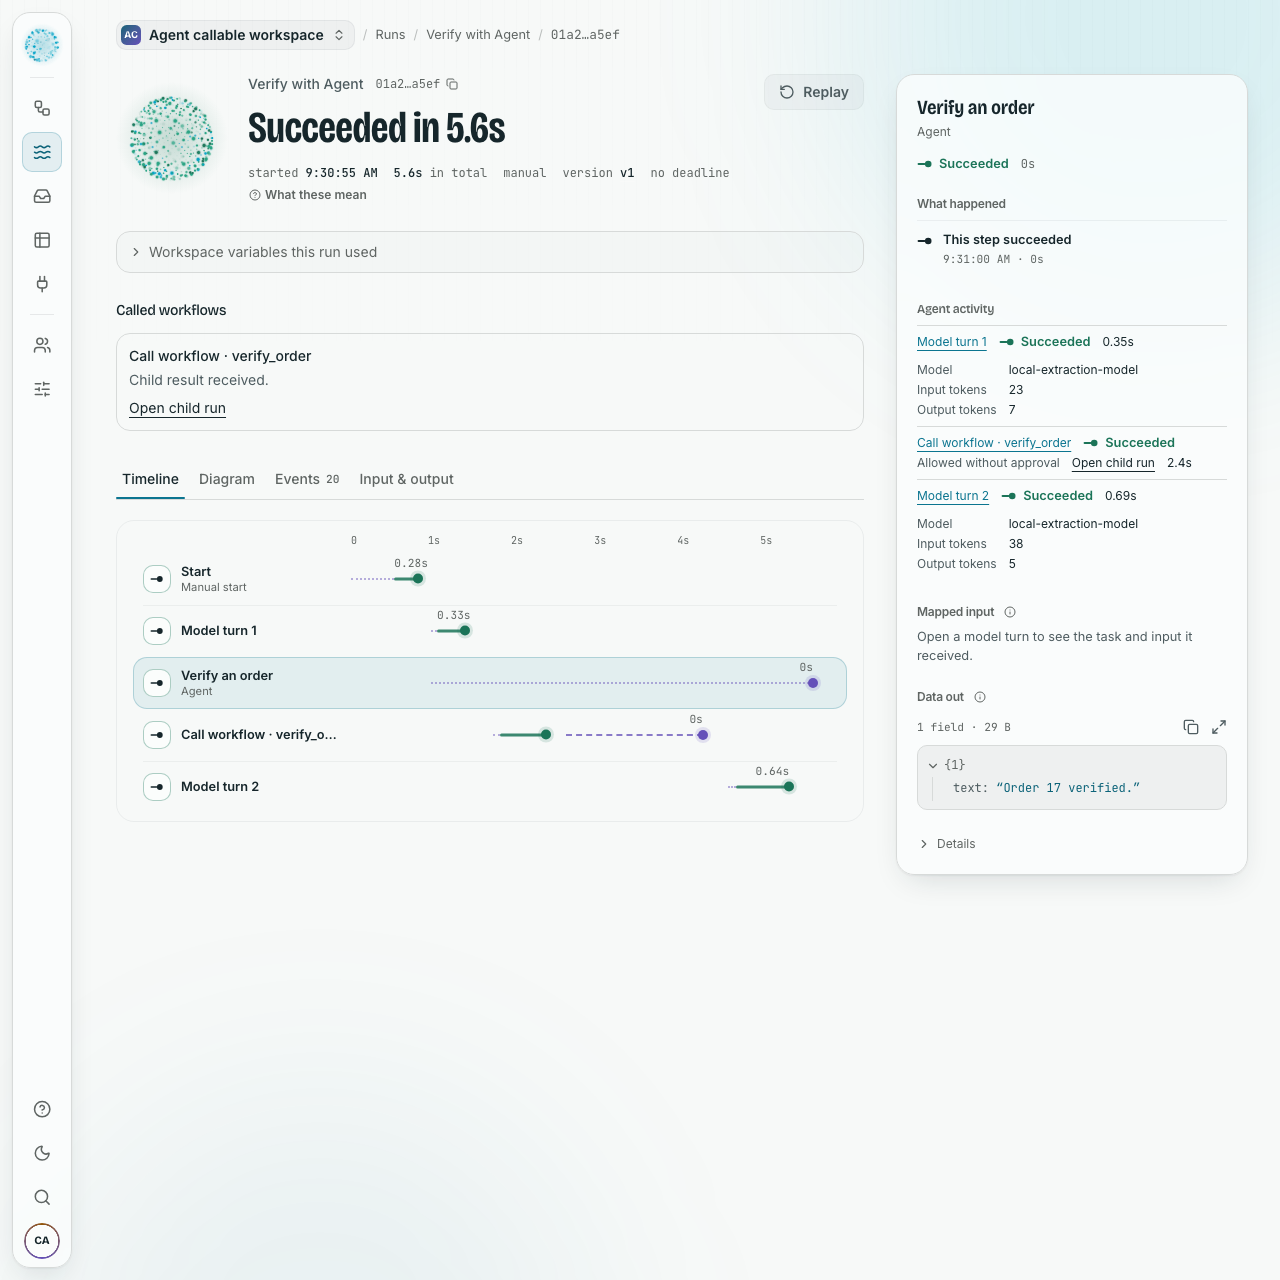 AC Agent callable workspace / Runs / Verify with Agent / 01a2…a5ef
Verify with Agent 01a2…a5ef
Replay
Succeeded in 5.6s
started 9:30:55 AM 5.6s in total manual version v1 no deadline
What these mean
Workspace variables this run used
Called workflows
Call workflow · verify_order
Child result received.
Open child run
Timeline Diagram Events 20 Input & output
0 1s 2s 3s 4s 5s
Start
Manual start
0.28s
Model turn 1
0.33s
Verify an order
Agent
0s
Call workflow · verify_o…
0s
Model turn 2
0.64s
Verify an order
Agent
Succeeded 0s
What happened
This step succeeded
9:31:00 AM · 0s
Agent activity
Model turn 1 Succeeded 0.35s
Model local-extraction-model
Input tokens 23
Output tokens 7
Call workflow · verify_order Succeeded
Allowed without approval Open child run 2.4s
Model turn 2 Succeeded 0.69s
Model local-extraction-model
Input tokens 38
Output tokens 5
Mapped input
Open a model turn to see the task and input it
received.
Data out
1 field · 29 B
{1}
text: “Order 17 verified.”
Details
CA